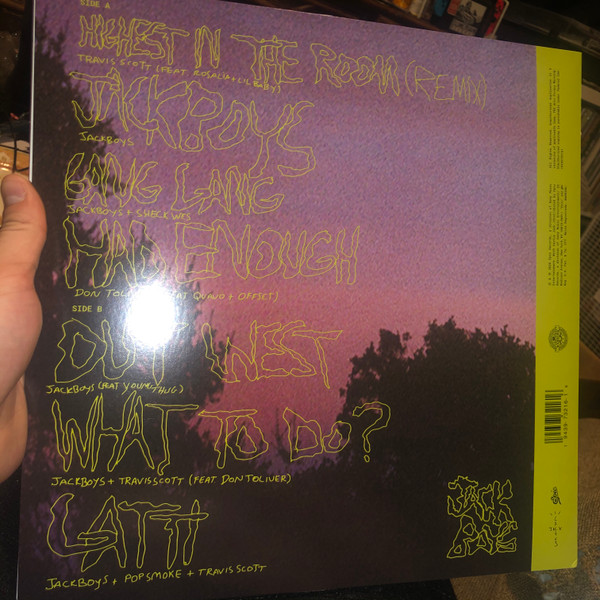 SIDE A
HIGHEST IN THE ROOM (REMIX)
TRAVIS SCOTT (FEAT ROSALIA + LIL BABY)
JACKBOYS
JACKBOYS
GANG GANG
JACKBOYS + SHECK WES
HAD ENOUGH
DON TOLIVER (FEAT QUAVO + OFFSET)
SIDE B
OUT WEST
JACKBOYS (FEAT YOUNG THUG)
WHAT TO DO?
JACKBOYS + TRAVIS SCOTT (FEAT DON TOLIVER)
GATTI
JACKBOYS + POP SMOKE + TRAVIS SCOTT
JACK
BOYS